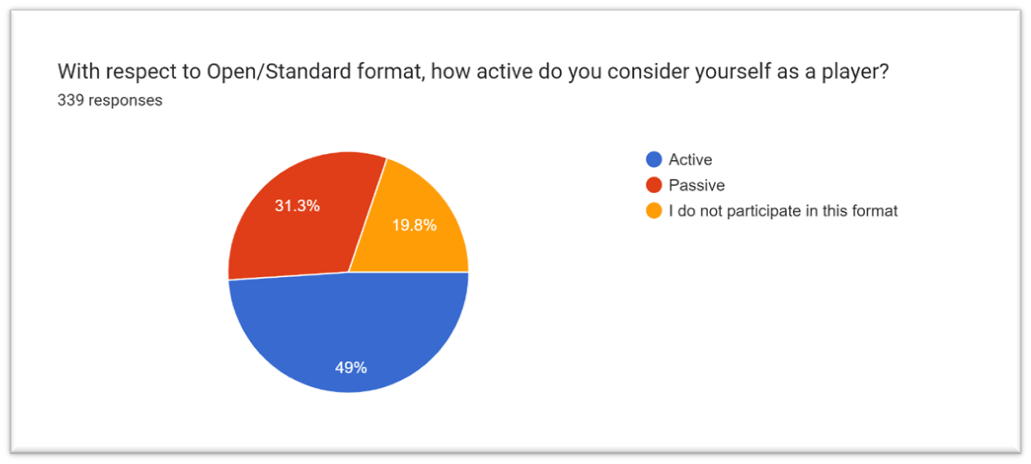 With respect to Open/Standard format, how active do you consider yourself as a player?
339 responses
Active
Passive
I do not participate in this format
31.3%
19.8%
49%